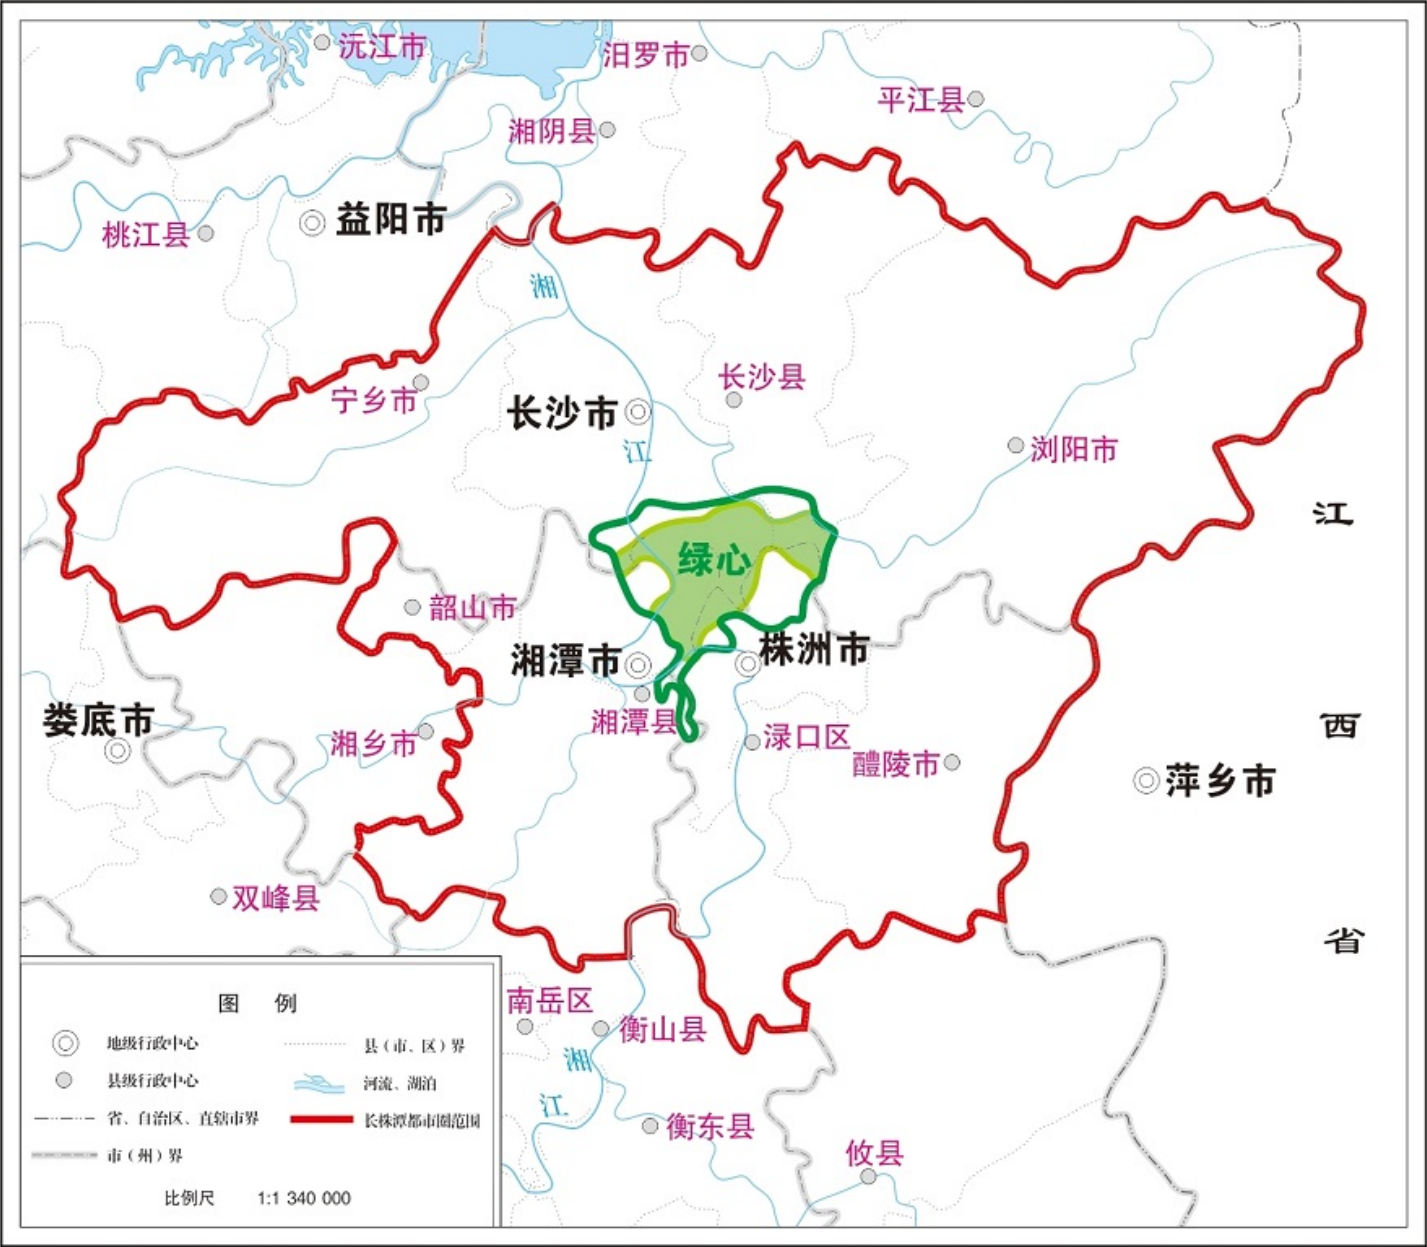 沅江市
汨罗市
平江县
湘阴县
益阳市
桃江县
湘
长沙县
宁乡市
长沙市
江
浏阳市
江
绿心
韶山市
株洲市
湘潭市
湘潭县
娄底市
西
渌口区
湘乡市
醴陵市
萍乡市
双峰县
省
南岳区
衡山县
湘
江
衡东县
攸县
图 例
地级行政中心
县(市、区)界
县级行政中心
河流、湖泊
省、自治区、直辖市界
长株潭都市圈范围
市(州)界
比例尺 1:1 340 000